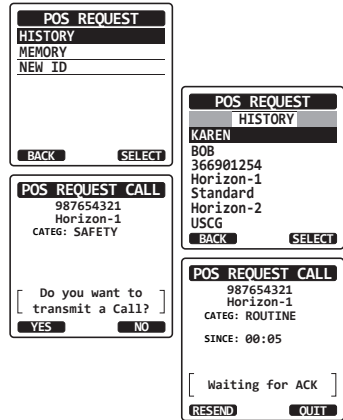 POS REQUEST
HISTORY
MEMORY
NEW ID
BACK SELECT
POS REQUEST
HISTORY
KAREN
BOB
366901254
Horizon-1
Standard
Horizon-2
USCG
BACK SELECT
POS REQUEST CALL
987654321
Horizon-1
CATEG: SAFETY
Do you want to
transmit a Call?
YES NO
POS REQUEST CALL
987654321
Horizon-1
CATEG: ROUTINE
SINCE: 00:05
Waiting for ACK
RESEND QUIT